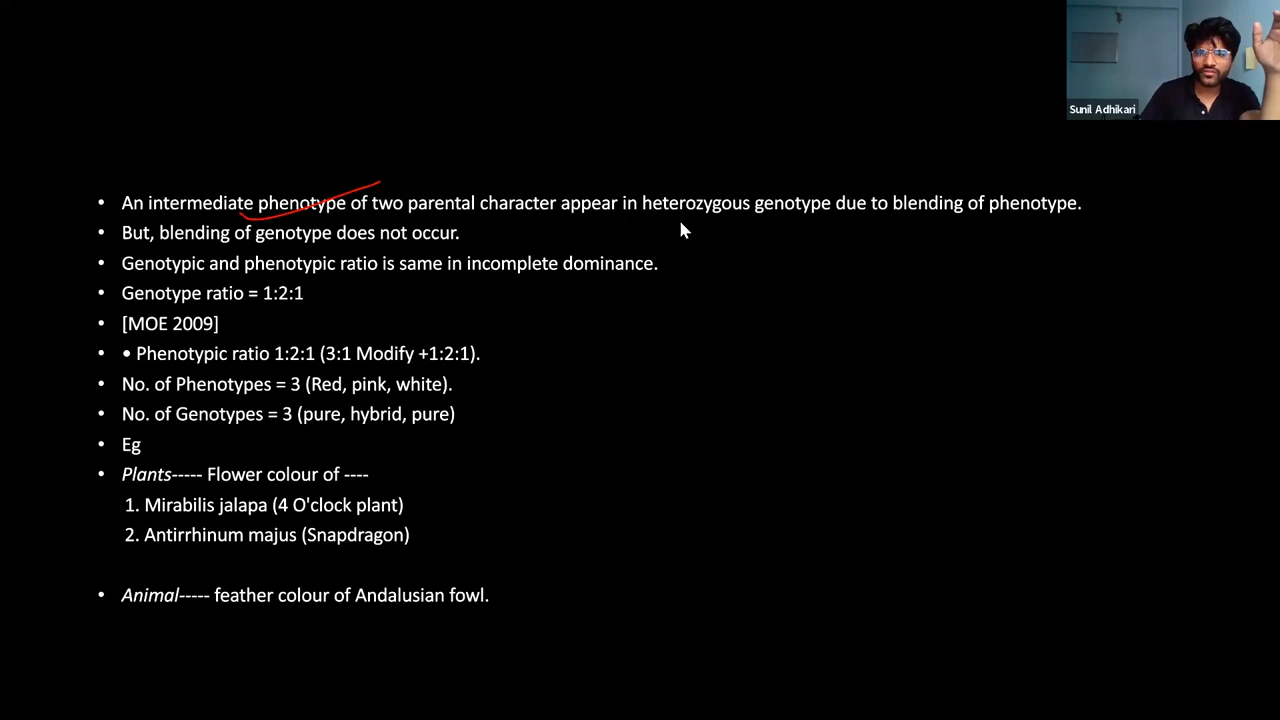 Sunil Adhikari
• An intermediate phenotype of two parental character appear in heterozygous genotype due to blending of phenotype.
• But, blending of genotype does not occur.
• Genotypic and phenotypic ratio is same in incomplete dominance.
• Genotype ratio = 1:2:1
• [MOE 2009]
• • Phenotypic ratio 1:2:1 (3:1 Modify +1:2:1).
• No. of Phenotypes = 3 (Red, pink, white).
• No. of Genotypes = 3 (pure, hybrid, pure)
• Eg
• Plants----- Flower colour of ----
1. Mirabilis jalapa (4 O'clock plant)
2. Antirrhinum majus (Snapdragon)
• Animal----- feather colour of Andalusian fowl.